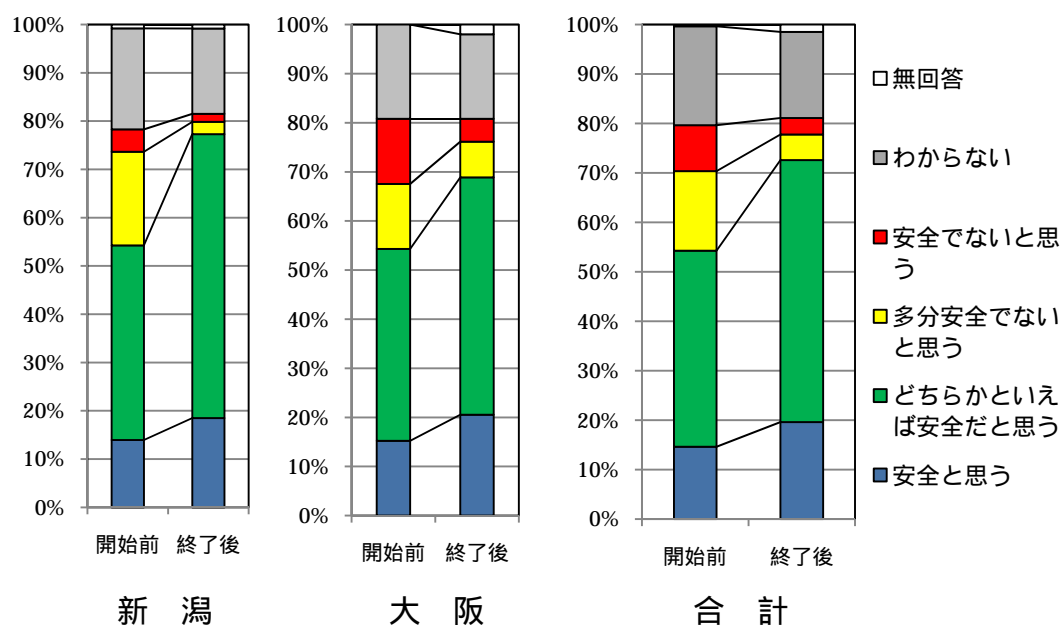 100%
90%
80%
70%
60%
50%
40%
30%
20%
10%
0%
開始前 終了後
新 潟
100%
90%
80%
70%
60%
50%
40%
30%
20%
10%
0%
開始前 終了後
大 阪
100%
90%
80%
70%
60%
50%
40%
30%
20%
10%
0%
開始前 終了後
合 計
無回答
わからない
安全でないと思
う
多分安全でない
と思う
どちらかといえ
ば安全だと思う
安全と思う